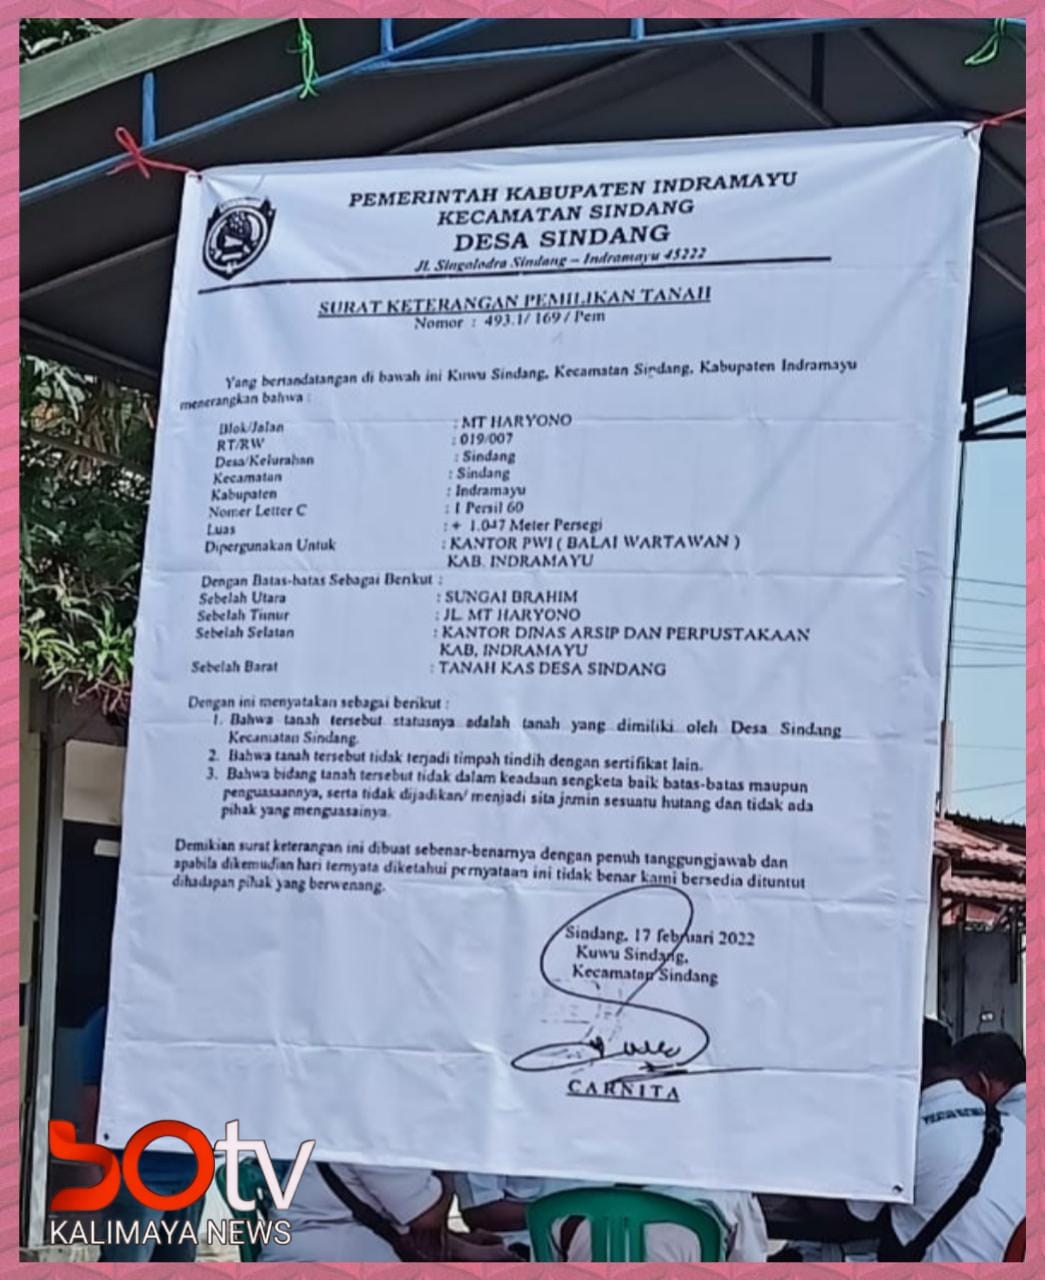 PEMERINTAH KABUPATEN INDRAMAYU
KECAMATAN SINDANG
DESA SINDANG
Jl. Singalodra Sindang – Indramayu 45222
SURAT KETERANGAN PEMILIKAN TANAH
Nomor : 493.1/ 169 / Pem
Yang bertandatangan di bawah ini Kuwu Sindang, Kecamatan Sindang, Kabupaten Indramayu
menerangkan bahwa :
Blok/Jalan : MT HARYONO
RT/RW : 019/007
Desa/Kelurahan : Sindang
Kecamatan : Sindang
Kabupaten : Indramayu
Nomer Letter C : 1 Persil 60
Luas : + 1.047 Meter Persegi
Dipergunakan Untuk : KANTOR PWI ( BALAI WARTAWAN )
KAB. INDRAMAYU
Dengan Batas-batas Sebagai Berikut :
Sebelah Utara : SUNGAI BRAHIM
Sebelah Timur : JL. MT HARYONO
Sebelah Selatan : KANTOR DINAS ARSIP DAN PERPUSTAKAAN
KAB, INDRAMAYU
Sebelah Barat : TANAH KAS DESA SINDANG
Dengan ini menyatakan sebagai berikut :
1. Bahwa tanah tersebut statusnya adalah tanah yang dimiliki oleh Desa Sindang
Kecamatan Sindang.
2. Bahwa tanah tersebut tidak terjadi timpah tindih dengan sertifikat lain.
3. Bahwa bidang tanah tersebut tidak dalam keadaun sengketa baik batas-batas maupun
penguasaannya, serta tidak dijadikan/ menjadi sita jamin sesuatu hutang dan tidak ada
pihak yang menguasainya.
Demikian surat keterangan ini dibuat sebenar-benarnya dengan penuh tanggungjawab dan
apabila dikemudian hari ternyata diketahui pernyataan ini tidak benar kami bersedia dituntut
dihadapan pihak yang berwenang.
Sindang, 17 februari 2022
Kuwu Sindang,
Kecamatan Sindang
CARNITA
BOtv
KALIMAYA NEWS